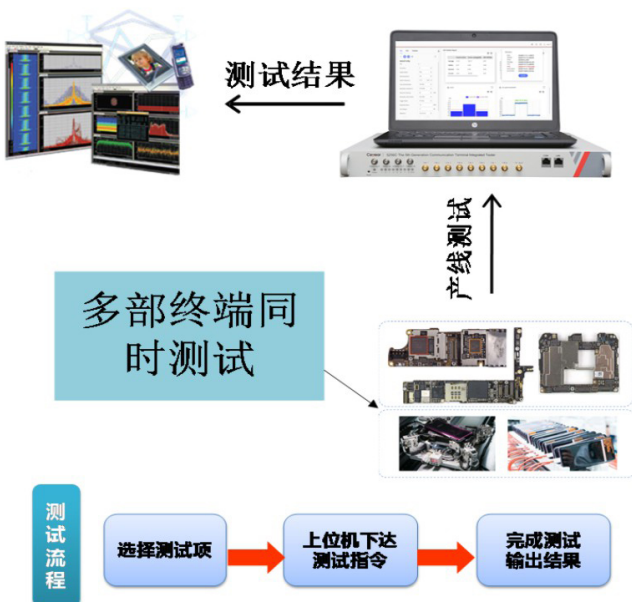 测试结果
产线测试
多部终端同
时测试
测试流程
选择测试项
上位机下达
测试指令
完成测试
输出结果